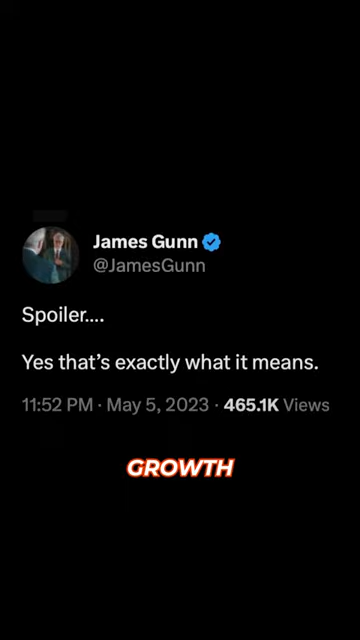 James Gunn
@JamesGunn
Spoiler....
Yes that's exactly what it means.
11:52 PM · May 5, 2023 · 465.1K Views
GROWTH